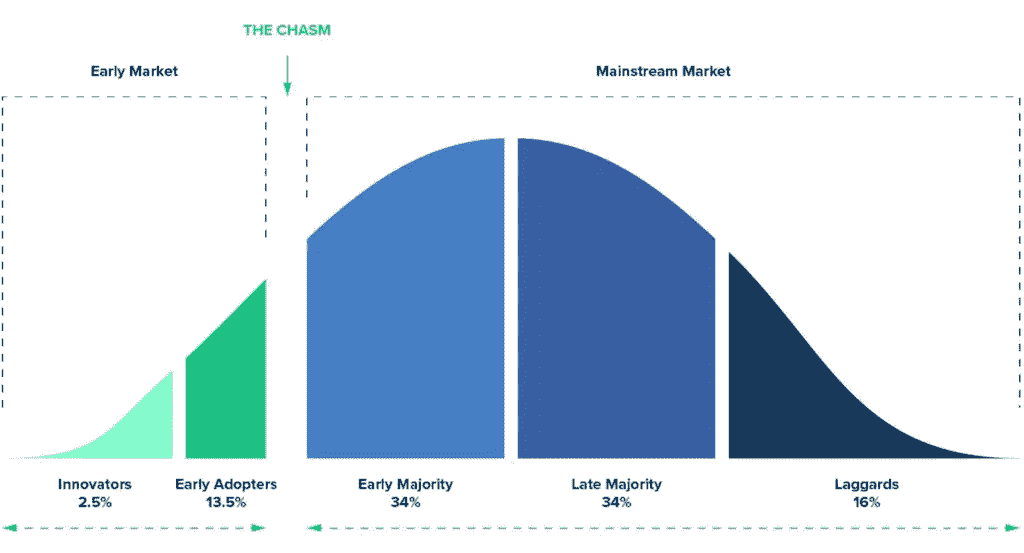 THE CHASM
Early Market
Mainstream Market
Innovators
2.5%
Early Adopters
13.5%
Early Majority
34%
Late Majority
34%
Laggards
16%